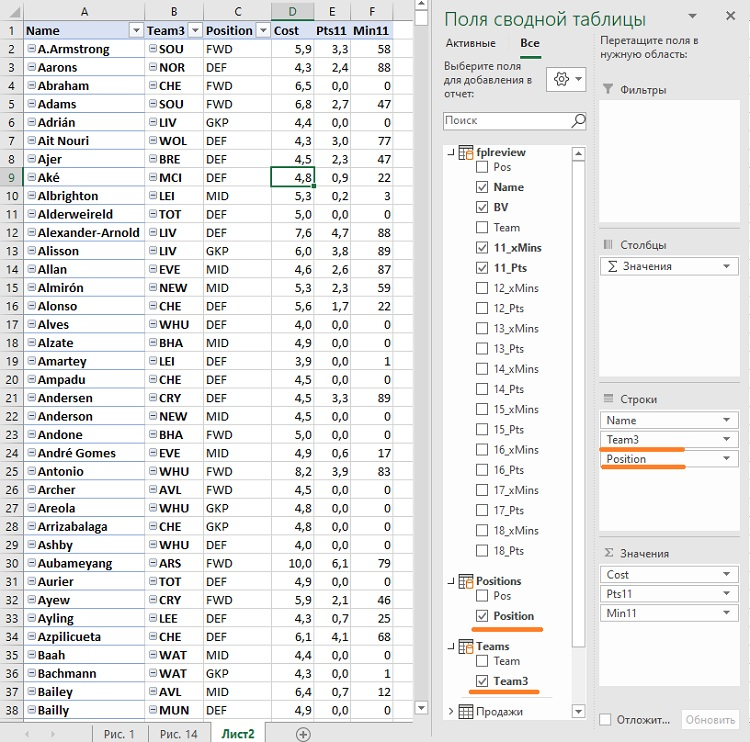 A B C D E F
1 Name Team3 Position Cost Pts11 Min11
2 A.Armstrong SOU FWD 5,9 3,3 58
3 Aarons NOR DEF 4,3 2,4 88
4 Abraham CHE FWD 6,5 0,0 0
5 Adams SOU FWD 6,8 2,7 47
6 Adrián LIV GKP 4,4 0,0 0
7 Ait Nouri WOL DEF 4,3 3,0 77
8 Ajer BRE DEF 4,5 2,3 47
9 Aké MCI DEF 4,8 0,9 22
10 Albrighton LEI MID 5,3 0,2 3
11 Alderweireld TOT DEF 5,0 0,0 0
12 Alexander-Arnold LIV DEF 7,6 4,7 88
13 Alisson LIV GKP 6,0 3,8 89
14 Allan EVE MID 4,6 2,6 87
15 Almirón NEW MID 5,3 2,3 59
16 Alonso CHE DEF 5,6 1,7 22
17 Alves WHU DEF 4,0 0,0 0
18 Alzate BHA MID 4,9 0,0 0
19 Amartey LEI DEF 3,9 0,0 1
20 Ampadu CHE DEF 4,5 0,0 0
21 Andersen CRY DEF 4,5 3,3 89
22 Anderson NEW MID 4,5 0,0 0
23 Andone BHA FWD 5,0 0,0 0
24 André Gomes EVE MID 4,9 0,6 17
25 Antonio WHU FWD 8,2 3,9 83
26 Archer AVL FWD 4,5 0,0 0
27 Areola WHU GKP 4,8 0,0 0
28 Arrizabalaga CHE GKP 4,8 0,0 0
29 Ashby WHU DEF 4,0 0,0 0
30 Aubameyang ARS FWD 10,0 6,1 79
31 Aurier TOT DEF 4,9 0,0 0
32 Ayew CRY FWD 5,9 2,1 46
33 Ayling LEE DEF 4,3 0,7 25
34 Azpilicueta CHE DEF 6,1 4,1 68
35 Baah WAT MID 4,4 0,0 0
36 Bachmann WAT GKP 4,3 0,0 1
37 Bailey AVL MID 6,4 0,7 12
38 Bailly MUN DEF 4,9 0,0 0
Рис. 1 Рис. 14 Лист2
Поля сводной таблицы
Активные Все
Выберите поля
для добавления в
отчет:
Поиск
fplreview
Pos
Name
BV
Team
11_xMins
11_Pts
12_xMins
12_Pts
13_xMins
13_Pts
14_xMins
14_Pts
15_xMins
15_Pts
16_xMins
16_Pts
17_xMins
17_Pts
18_xMins
18_Pts
Positions
Pos
Position
Teams
Team
Team3
Продажи
Перетащите поля в
нужную область:
Фильтры
Столбцы
Σ Значения
Строки
Name
Team3
Position
Σ Значения
Cost
Pts11
Min11
Отложит... Обновить